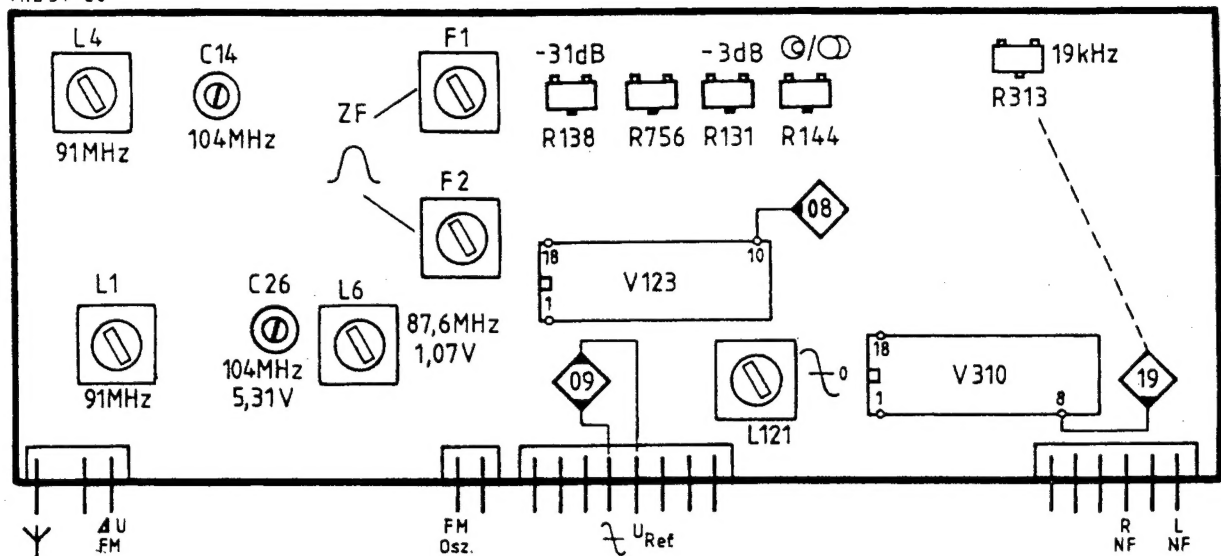 L4
C14
F1
-31dB
-3dB
19kHz
ZF
R313
104MHz
R138 R756 R131 R144
91MHz
F2
08
18
10
V123
L1
C26
L6
1
87,6MHz
1,07V
18
104MHz
5,31V
09
0
V310
19
91MHz
1
8
L121
ΔU
FM
FM
Osz.
URef
R
NF
L
NF